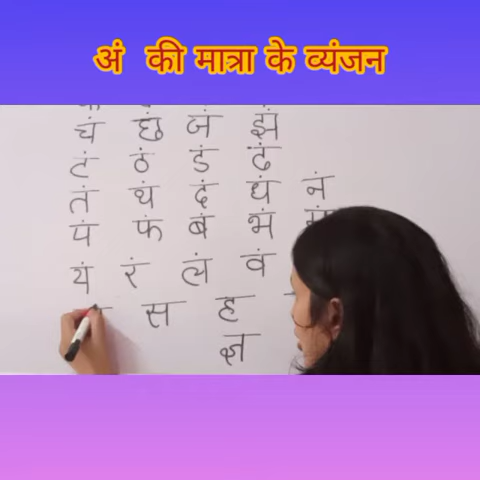 अं की मात्रा के व्यंजन
चं छं जं झं
टं ठं डं ढं
तं थं दं धं नं
पं फं बं भं
यं रं लं वं
स ह
ज्ञ